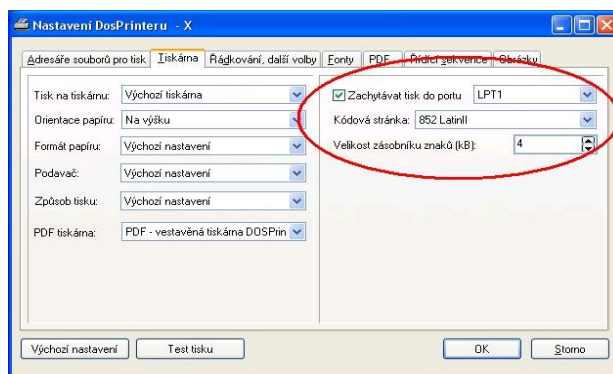 Nastavení DosPrinteru - X
Adresáře souborů pro tisk Tiskárna Řádkování, další volby Fonty PDF Řídící sekvence Obrázky
Tisk na tiskárnu: Výchozí tiskárna
Orientace papíru: Na výšku
Formát papíru: Výchozí nastavení
Podavač: Výchozí nastavení
Způsob tisku: Výchozí nastavení
PDF tiskárna: PDF - vestavěná tiskárna DOSPrin
Zachytávat tisk do portu LPT1
Kódová stránka: 852 LatinII
Velikost zásobníku znaků (kB): 4
Výchozí nastavení Test tisku OK Storno